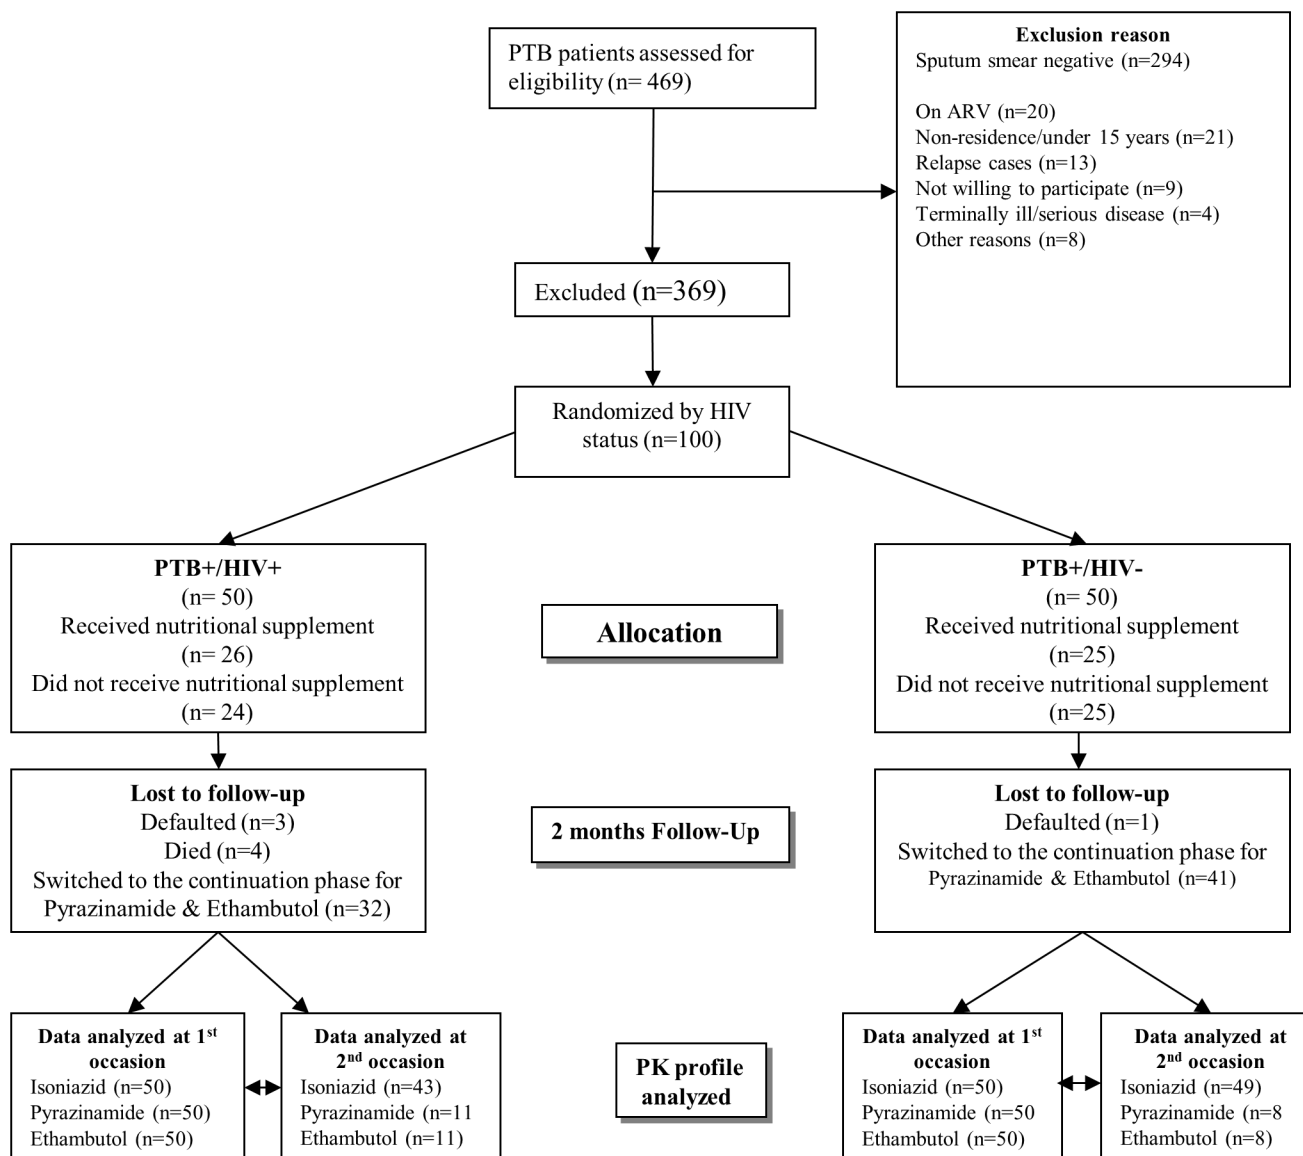 PTB patients assessed for
eligibility (n= 469)
Exclusion reason
Sputum smear negative (n=294)
On ARV (n=20)
Non-residence/under 15 years (n=21)
Relapse cases (n=13)
Not willing to participate (n=9)
Terminally ill/serious disease (n=4)
Other reasons (n=8)
Excluded (n=369)
Randomized by HIV
status (n=100)
PTB+/HIV+
(n= 50)
Received nutritional supplement
(n= 26)
Did not receive nutritional supplement
(n= 24)
Allocation
PTB+/HIV-
(n= 50)
Received nutritional supplement
(n=25)
Did not receive nutritional supplement
(n=25)
Lost to follow-up
Defaulted (n=3)
Died (n=4)
Switched to the continuation phase for
Pyrazinamide & Ethambutol (n=32)
2 months Follow-Up
Lost to follow-up
Defaulted (n=1)
Switched to the continuation phase for
Pyrazinamide & Ethambutol (n=41)
Data analyzed at 1st
occasion
Isoniazid (n=50)
Pyrazinamide (n=50)
Ethambutol (n=50)
Data analyzed at
2nd occasion
Isoniazid (n=43)
Pyrazinamide (n=11
Ethambutol (n=11)
PK profile
analyzed
Data analyzed at 1st
occasion
Isoniazid (n=50)
Pyrazinamide (n=50
Ethambutol (n=50)
Data analyzed at
2nd occasion
Isoniazid (n=49)
Pyrazinamide (n=8
Ethambutol (n=8)